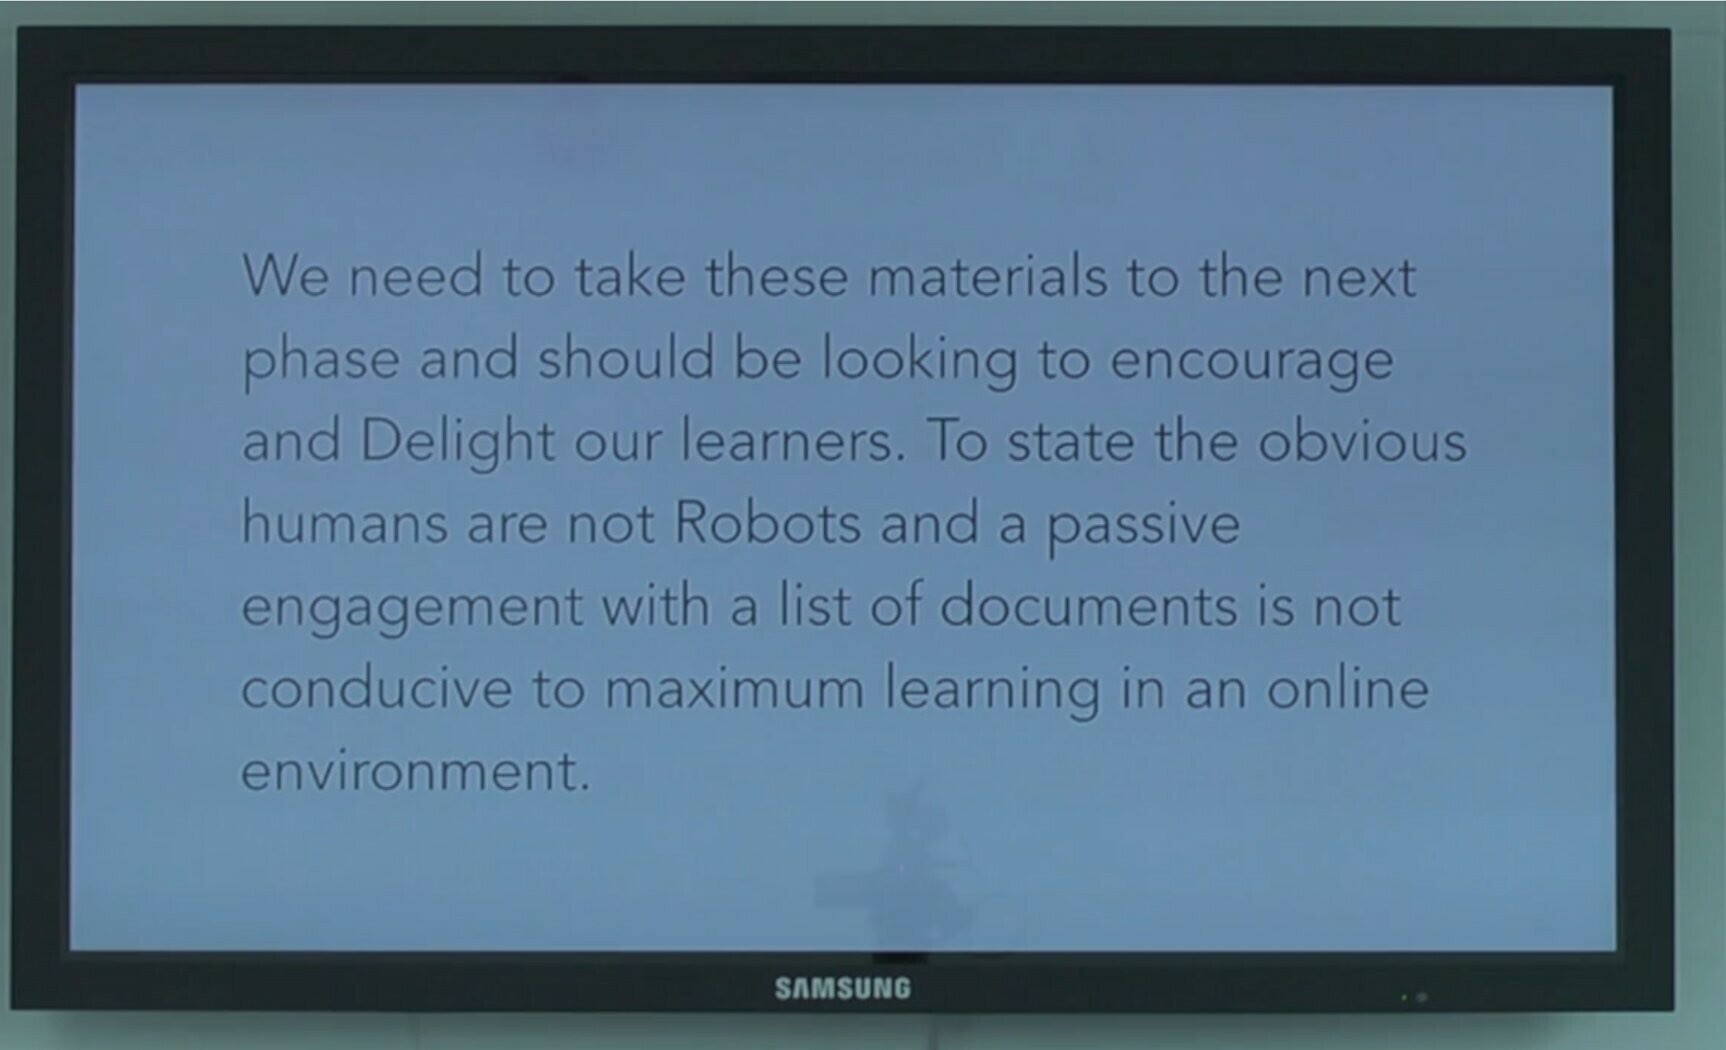 We need to take these materials to the next
phase and should be looking to encourage
and Delight our learners. To state the obvious
humans are not Robots and a passive
engagement with a list of documents is not
conducive to maximum learning in an online
environment.
SAMSUNG